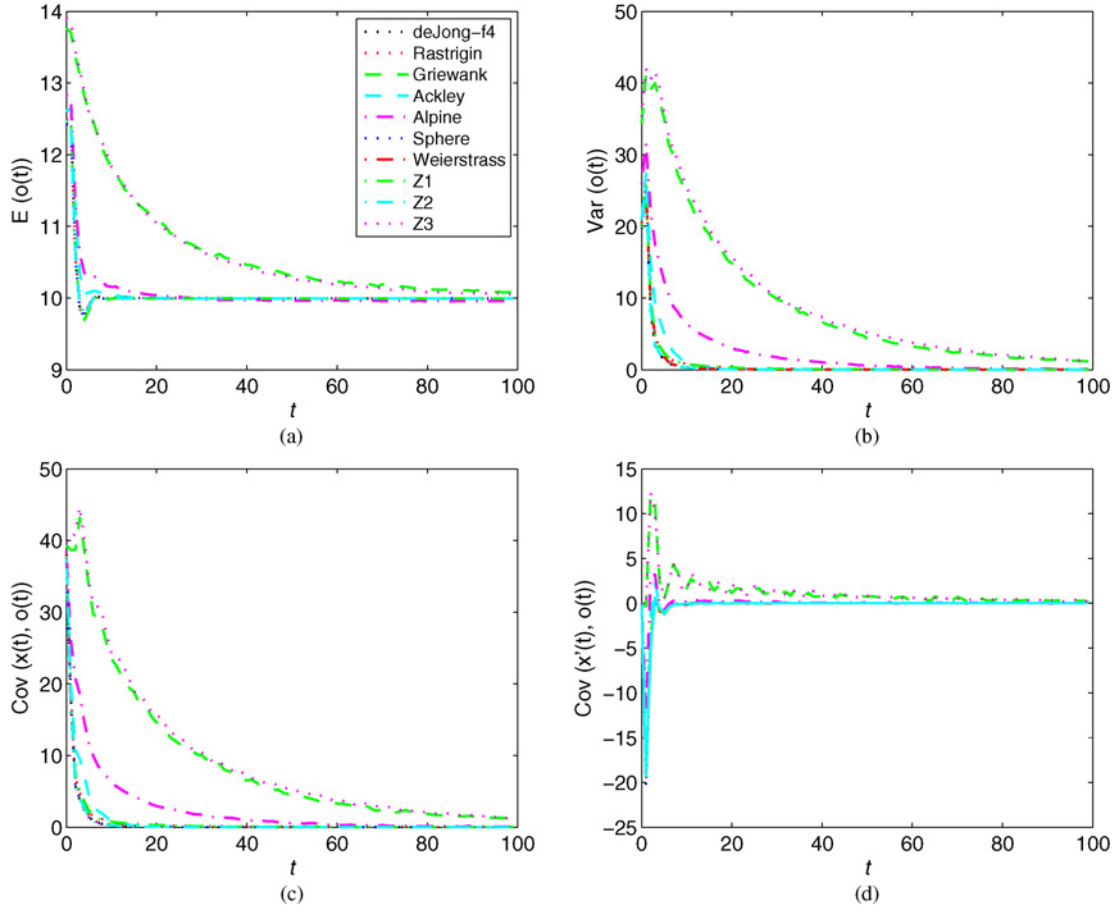 14
13
12
11
10
9
E (o(t))
0 20 40 60 80 100
t
(a)
deJong−f4
Rastrigin
Griewank
Ackley
Alpine
Sphere
Weierstrass
Z1
Z2
Z3
50
40
30
20
10
0
Var (o(t))
0 20 40 60 80 100
t
(b)
50
40
30
20
10
0
Cov (x(t), o(t))
0 20 40 60 80 100
t
(c)
15
10
5
0
−5
−10
−15
−20
−25
Cov (x'(t), o(t))
0 20 40 60 80 100
t
(d)